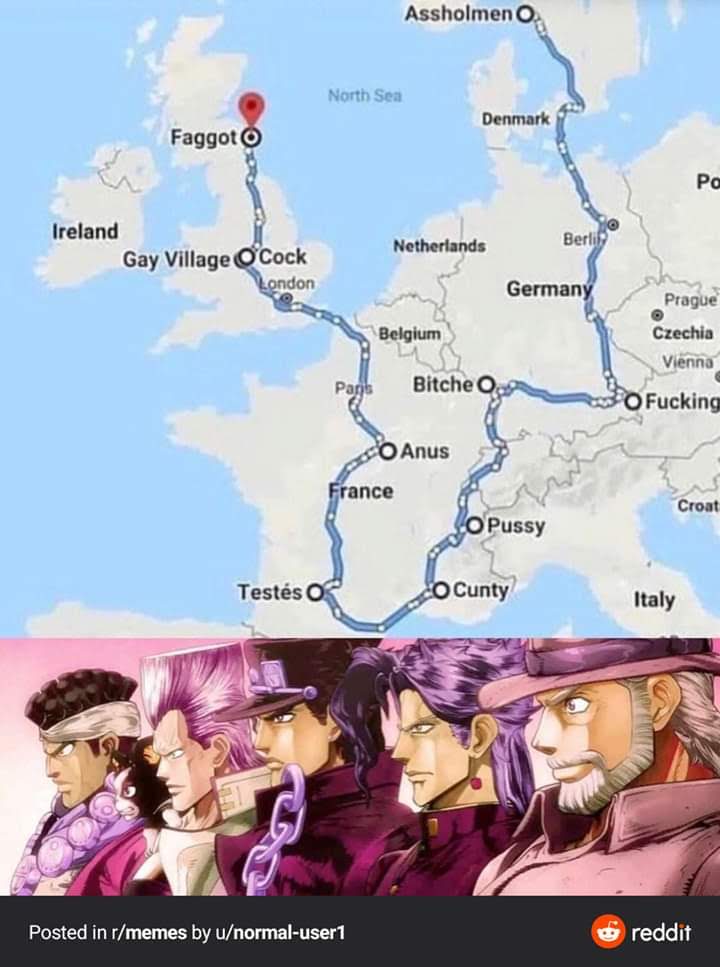 Assholmen
North Sea
Denmark
Faggot
Po
Ireland
Netherlands
Berlin
Gay Village
Cock
London
Germany
Prague
Belgium
Czechia
Vienna
Paris
Bitche
Fucking
Anus
France
Croat
Pussy
Testés
Cunty
Italy
Posted in r/memes by u/normal-user1
reddit